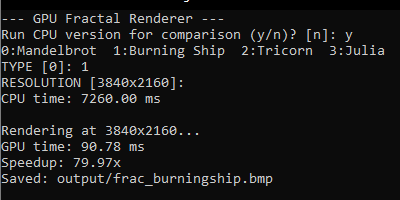 --- GPU Fractal Renderer ---
Run CPU version for comparison (y/n)? [n]: y
0:Mandelbrot  1:Burning Ship  2:Tricorn  3:Julia
TYPE [0]: 1
RESOLUTION [3840x2160]:
CPU time: 7260.00 ms

Rendering at 3840x2160...
GPU time: 90.78 ms
Speedup: 79.97x
Saved: output/frac_burningship.bmp